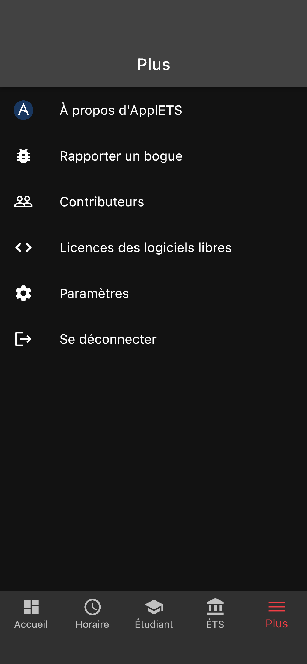 Plus
À propos d'ApplETS
Rapporter un bogue
Contributeurs
Licences des logiciels libres
Paramètres
Se déconnecter
Accueil
Horaire
Étudiant
ÉTS
Plus